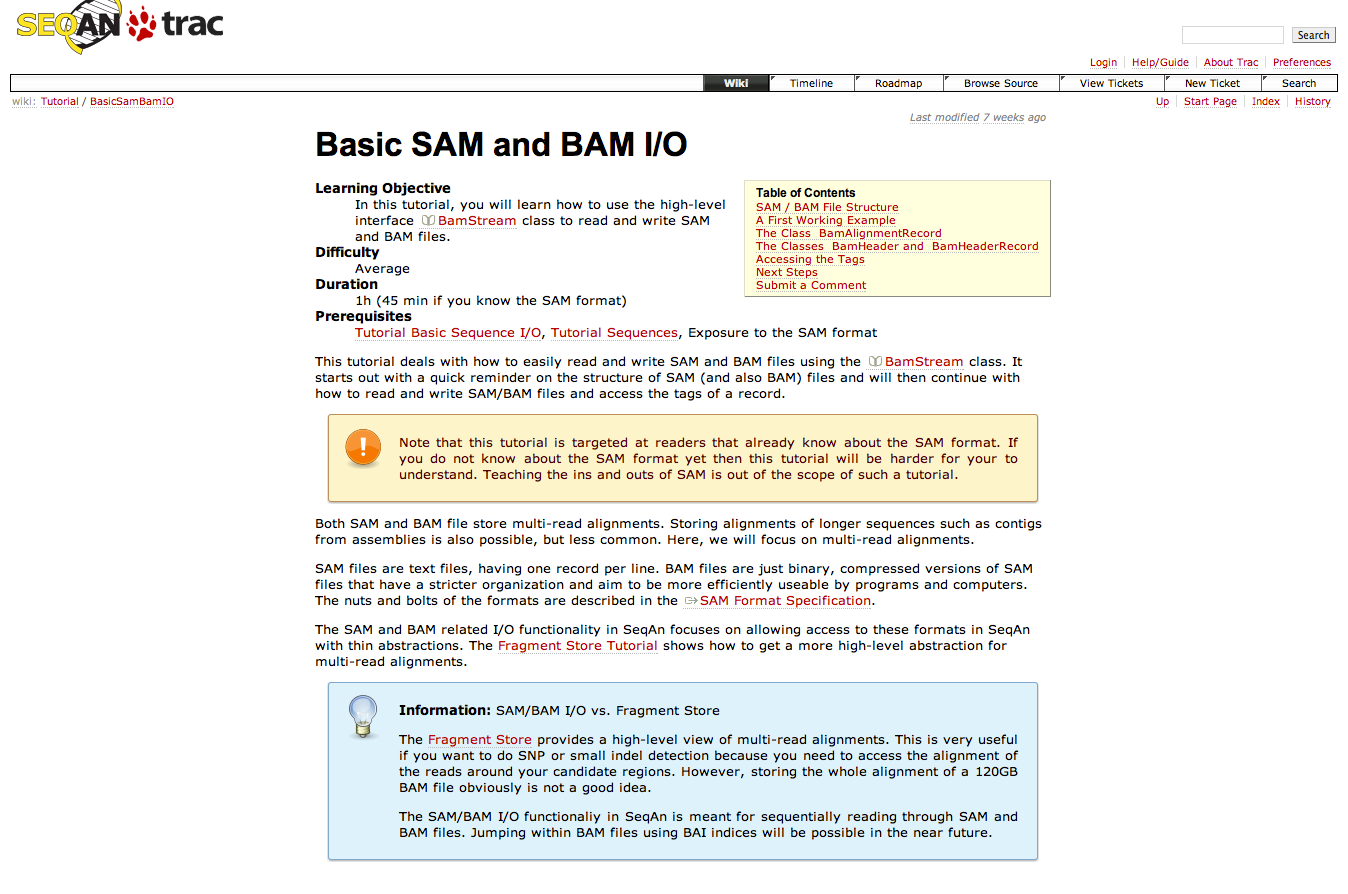 SEQAN trac
Search
Login Help/Guide About Trac Preferences
Wiki Timeline Roadmap Browse Source View Tickets New Ticket Search
wiki: Tutorial / BasicSamBamIO
Up Start Page Index History
Last modified 7 weeks ago
Basic SAM and BAM I/O
Learning Objective
In this tutorial, you will learn how to use the high-level
interface BamStream class to read and write SAM
and BAM files.
Difficulty
Average
Duration
1h (45 min if you know the SAM format)
Prerequisites
Tutorial Basic Sequence I/O, Tutorial Sequences, Exposure to the SAM format
Table of Contents
SAM / BAM File Structure
A First Working Example
The Class BamAlignmentRecord
The Classes BamHeader and BamHeaderRecord
Accessing the Tags
Next Steps
Submit a Comment
This tutorial deals with how to easily read and write SAM and BAM files using the BamStream class. It
starts out with a quick reminder on the structure of SAM (and also BAM) files and will then continue with
how to read and write SAM/BAM files and access the tags of a record.
Note that this tutorial is targeted at readers that already know about the SAM format. If
you do not know about the SAM format yet then this tutorial will be harder for your to
understand. Teaching the ins and outs of SAM is out of the scope of such a tutorial.
Both SAM and BAM file store multi-read alignments. Storing alignments of longer sequences such as contigs
from assemblies is also possible, but less common. Here, we will focus on multi-read alignments.
SAM files are text files, having one record per line. BAM files are just binary, compressed versions of SAM
files that have a stricter organization and aim to be more efficiently useable by programs and computers.
The nuts and bolts of the formats are described in the SAM Format Specification.
The SAM and BAM related I/O functionality in SeqAn focuses on allowing access to these formats in SeqAn
with thin abstractions. The Fragment Store Tutorial shows how to get a more high-level abstraction for
multi-read alignments.
Information: SAM/BAM I/O vs. Fragment Store
The Fragment Store provides a high-level view of multi-read alignments. This is very useful
if you want to do SNP or small indel detection because you need to access the alignment of
the reads around your candidate regions. However, storing the whole alignment of a 120GB
BAM file obviously is not a good idea.
The SAM/BAM I/O functionaliy in SeqAn is meant for sequentially reading through SAM and
BAM files. Jumping within BAM files using BAI indices will be possible in the near future.